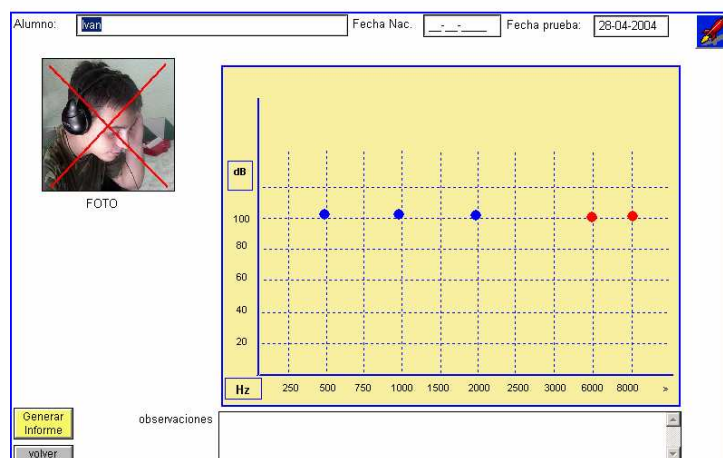 Alumno: Ivan Fecha Nac. __-__-____ Fecha prueba: 28-04-2004
FOTO
dB
100
80
60
40
20
Hz 250 500 750 1000 1500 2000 2500 3000 6000 8000 »
Generar
Informe
observaciones
volver